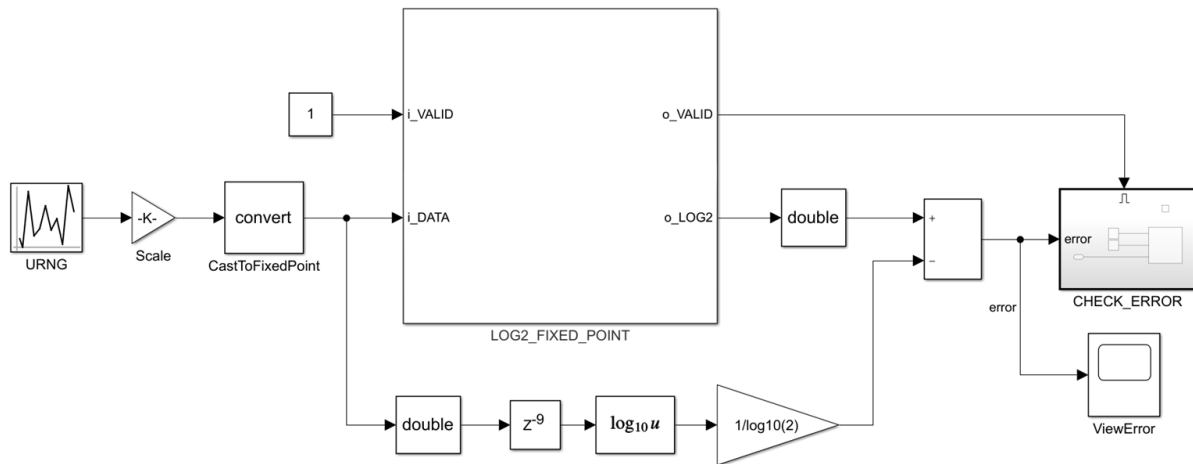 1
i_VALID
o_VALID
-K-
convert
i_DATA
o_LOG2
double
+
−
error
URNG
Scale
CastToFixedPoint
CHECK_ERROR
LOG2_FIXED_POINT
error
double
Z-9
log10 u
1/log10(2)
ViewError